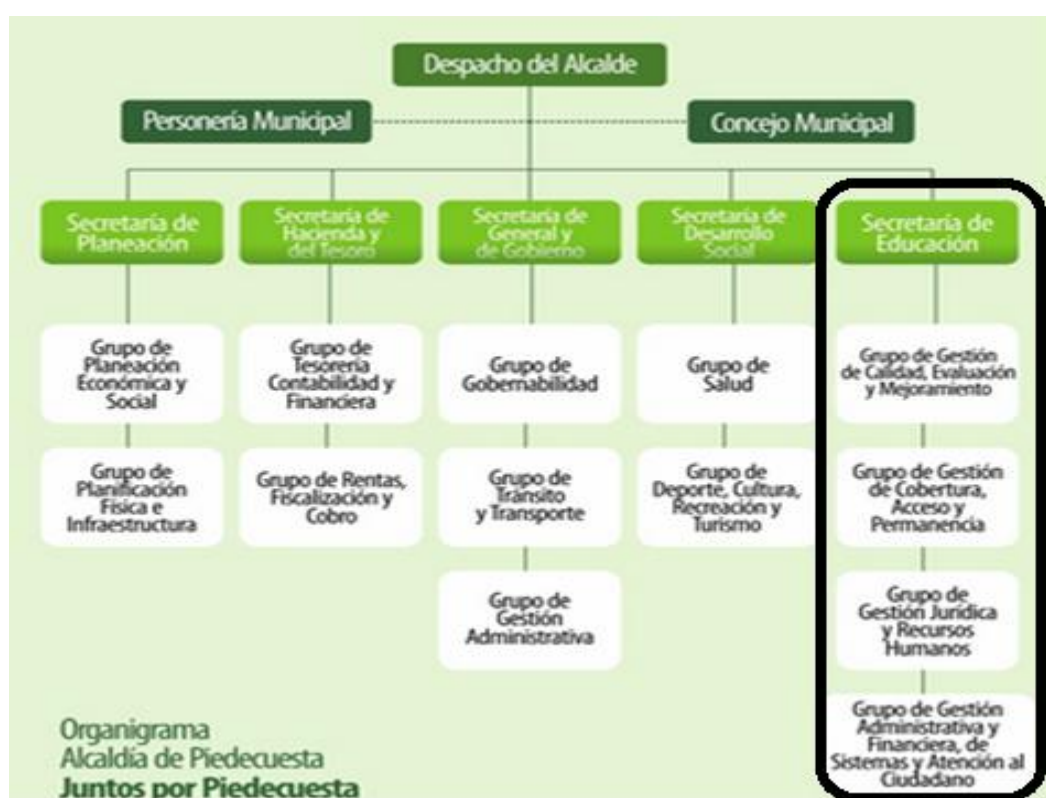 Despacho del Alcalde
Personería Municipal
Concejo Municipal
Secretaría de
Planeación
Secretaría de
Hacienda y
del Tesoro
Secretaría de
General y
de Gobierno
Secretaría de
Desarrollo
Social
Secretaría de
Educación
Grupo de
Planeación
Económica y
Social
Grupo de
Tesorería
Contabilidad y
Financiera
Grupo de
Gobernabilidad
Grupo de
Salud
Grupo de Gestión
de Calidad, Evaluación
y Mejoramiento
Grupo de
Planificación
Física e
Infraestructura
Grupo de Rentas,
Fiscalización y
Cobro
Grupo de
Tránsito
y Transporte
Grupo de
Deporte, Cultura,
Recreación y
Turismo
Grupo de Gestión
de Cobertura,
Acceso y
Permanencia
Grupo de
Gestión
Administrativa
Grupo de
Gestión Jurídica
y Recursos
Humanos
Grupo de Gestión
Administrativa y
Financiera, de
Sistemas y Atención al
Ciudadano
Organigrama
Alcaldía de Piedecuesta
Juntos por Piedecuesta